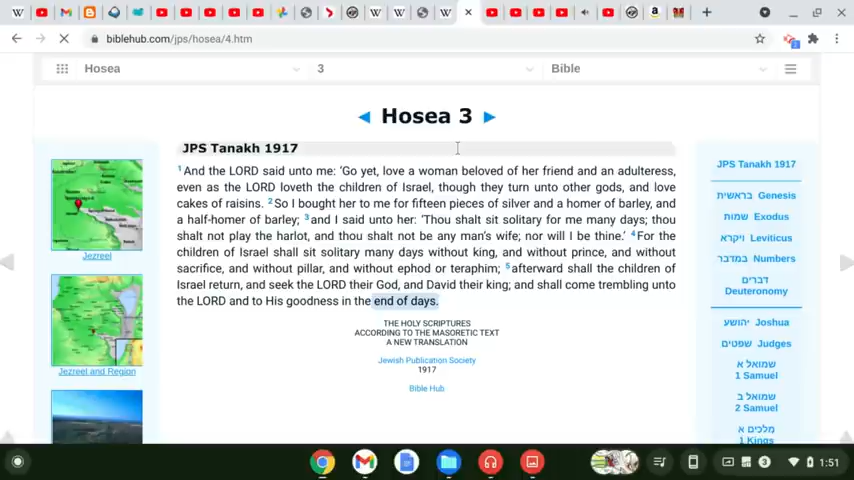 biblehub.com/jps/hosea/4.htm
Hosea
3
Bible
◄ Hosea 3 ►
JPS Tanakh 1917
1And the LORD said unto me: ‘Go yet, love a woman beloved of her friend and an adulteress,
even as the LORD loveth the children of Israel, though they turn unto other gods, and love
cakes of raisins. 2So I bought her to me for fifteen pieces of silver and a homer of barley, and
a half-homer of barley; 3and I said unto her: ‘Thou shalt sit solitary for me many days; thou
shalt not play the harlot, and thou shalt not be any man’s wife; nor will I be thine.’ 4For the
children of Israel shall sit solitary many days without king, and without prince, and without
sacrifice, and without pillar, and without ephod or teraphim; 5afterward shall the children of
Israel return, and seek the LORD their God, and David their king; and shall come trembling unto
the LORD and to His goodness in the end of days.
THE HOLY SCRIPTURES
ACCORDING TO THE MASORETIC TEXT
A NEW TRANSLATION
Jewish Publication Society
1917
Bible Hub
Jezreel
Jezreel and Region
JPS Tanakh 1917
בראשית Genesis
שמות Exodus
ויקרא Leviticus
במדבר Numbers
דברים
Deuteronomy
יהושע Joshua
שפטים Judges
שמואל א
1 Samuel
שמואל ב
2 Samuel
מלכים א
1 Kings
2
3
1:51